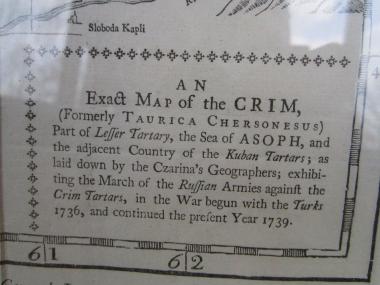 Sloboda Kapli
AN
Exact MAP of the CRIM,
(Formerly TAURICA CHERSONESUS)
Part of Leſſer Tartary, the Sea of ASOPH, and
the adjacent Country of the Kuban Tartars; as
laid down by the Czarina's Geographers; exhibi-
ting the March of the Ruſſian Armies againſt the
Crim Tartars, in the War begun with the Turks
1736, and continued the preſent Year 1739.
61 62